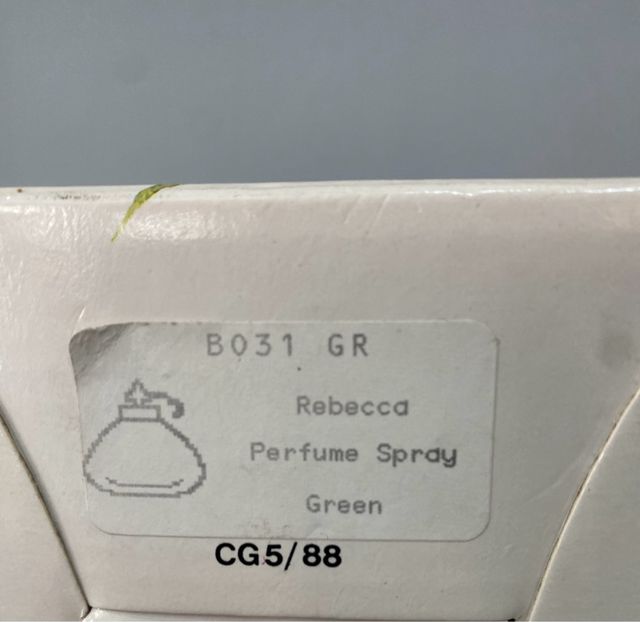 B031 GR
Rebecca
Perfume Spray
Green
CG5/88